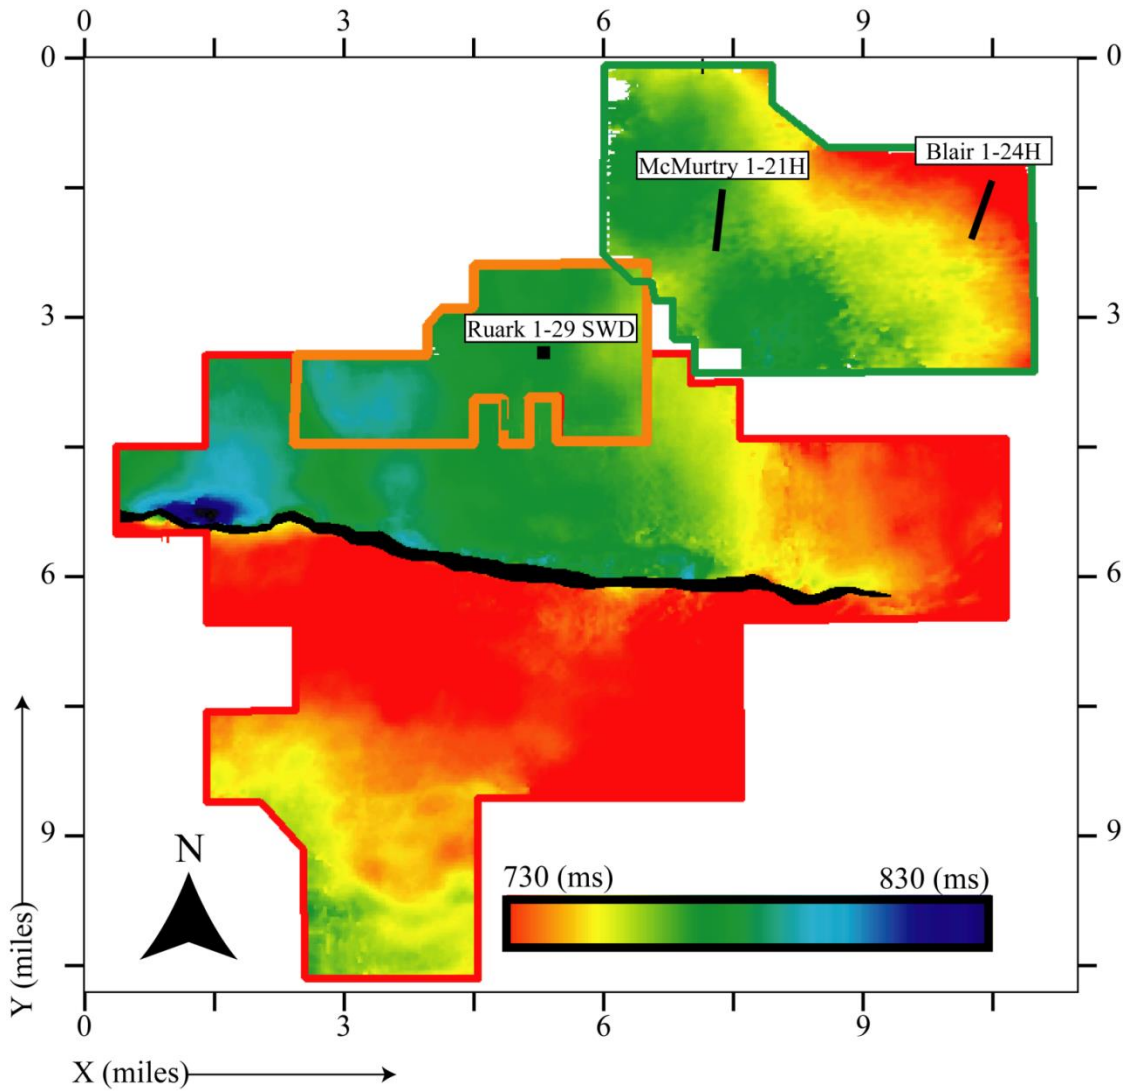 0 3 6 9
0 0
Blair 1-24H
McMurtry 1-21H
3 3
Ruark 1-29 SWD
6 6
9 9
N
730 (ms) 830 (ms)
Y (miles)
0 3 6 9
X (miles)